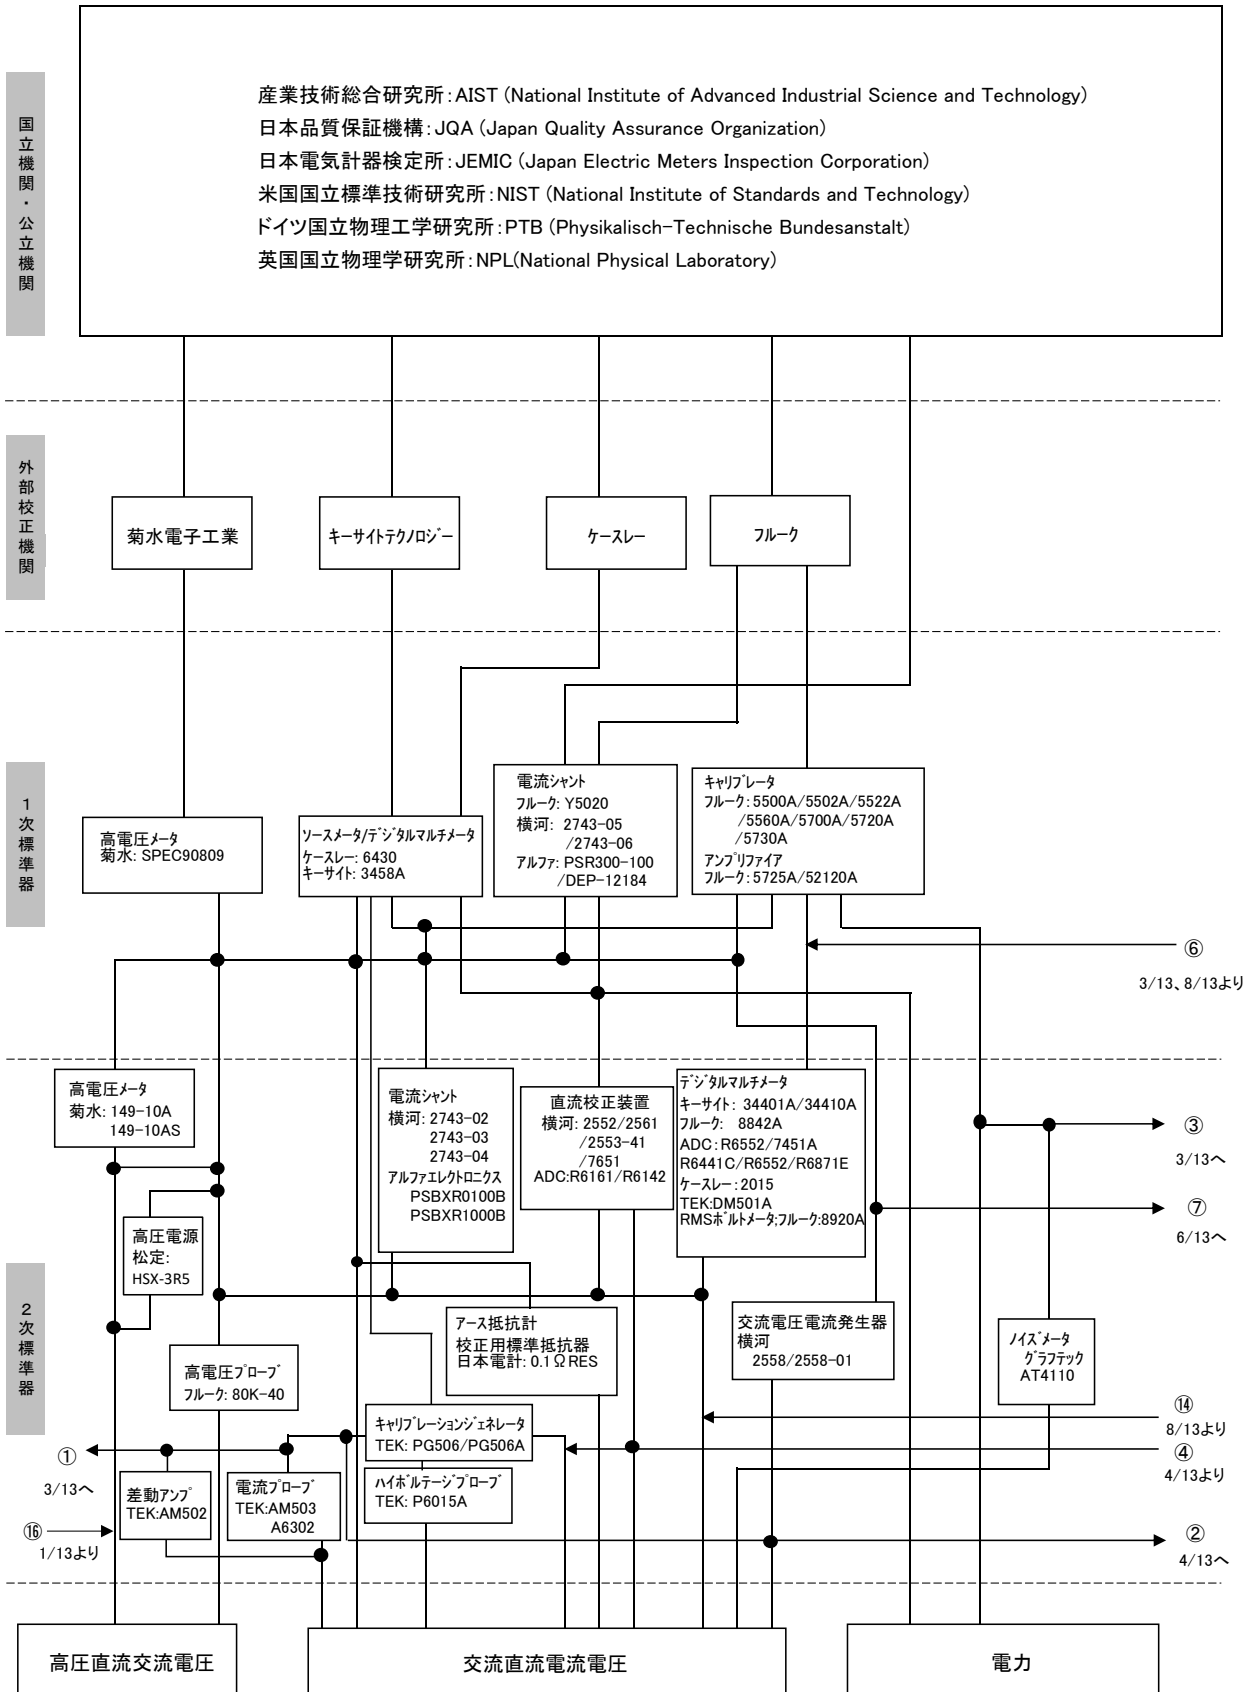 国立機関・公立機関
産業技術総合研究所：AIST (National Institute of Advanced Industrial Science and Technology)
日本品質保証機構：JQA (Japan Quality Assurance Organization)
日本電気計器検定所：JEMIC (Japan Electric Meters Inspection Corporation)
米国国立標準技術研究所：NIST (National Institute of Standards and Technology)
ドイツ国立物理工学研究所：PTB (Physikalisch-Technische Bundesanstalt)
英国国立物理学研究所：NPL(National Physical Laboratory)
外部校正機関
菊水電子工業
キーサイトテクノロジー
ケースレー
フルーク
1次標準器
高電圧メータ
菊水: SPEC90809
ソースメータ/デジタルマルチメータ
ケースレー: 6430
キーサイト: 3458A
電流シャント
フルーク: Y5020
横河: 2743-05
/2743-06
アルファ: PSR300-100
/DEP-12184
キャリブレータ
フルーク: 5500A/5502A/5522A
/5560A/5700A/5720A
/5730A
アンプリファイア
フルーク: 5725A/52120A
⑥
3/13、8/13より
2次標準器
高電圧メータ
菊水: 149-10A
149-10AS
電流シャント
横河: 2743-02
2743-03
2743-04
アルファエレクトロニクス
PSBXR0100B
PSBXR1000B
直流校正装置
横河: 2552/2561
/2553-41
/7651
ADC:R6161/R6142
デジタルマルチメータ
キーサイト: 34401A/34410A
フルーク: 8842A
ADC: R6552/7451A
R6441C/R6552/R6871E
ケースレー: 2015
TEK:DM501A
RMSボルトメータ;フルーク:8920A
③
3/13へ
⑦
6/13へ
高圧電源
松定:
HSX-3R5
アース抵抗計
校正用標準抵抗器
日本電計: 0.1Ω RES
交流電圧電流発生器
横河
2558/2558-01
ノイズメータ
グラフテック
AT4110
高電圧プローブ
フルーク: 80K-40
キャリブレーションジェネレータ
TEK: PG506/PG506A
⑭
8/13より
①
3/13へ
④
4/13より
差動アンプ
TEK:AM502
電流プローブ
TEK:AM503
A6302
ハイボルテージプローブ
TEK: P6015A
⑯
1/13より
②
4/13へ
高圧直流交流電圧
交流直流電流電圧
電力